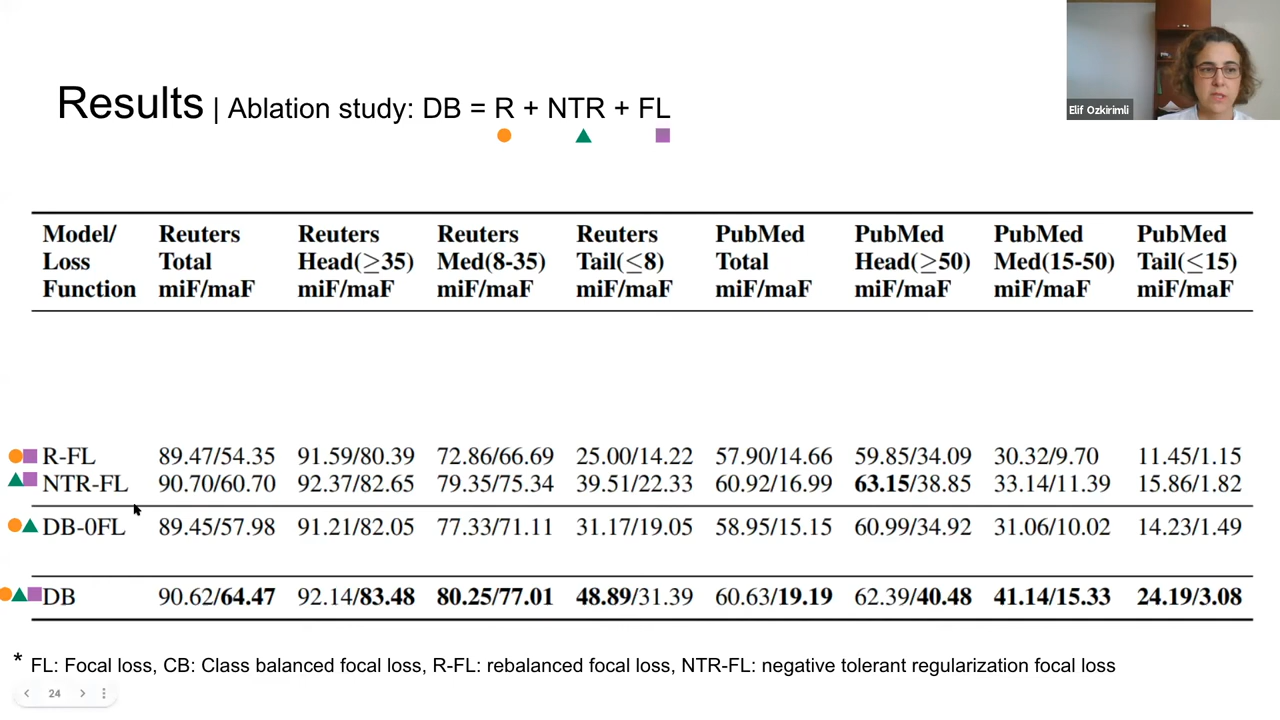 Elif Ozkirimli
Results | Ablation study: DB = R + NTR + FL
Model/ Loss Function Reuters Total miF/maF Reuters Head(≥35) miF/maF Reuters Med(8-35) miF/maF Reuters Tail(≤8) miF/maF PubMed Total miF/maF PubMed Head(≥50) miF/maF PubMed Med(15-50) miF/maF PubMed Tail(≤15) miF/maF
R-FL 89.47/54.35 91.59/80.39 72.86/66.69 25.00/14.22 57.90/14.66 59.85/34.09 30.32/9.70 11.45/1.15
NTR-FL 90.70/60.70 92.37/82.65 79.35/75.34 39.51/22.33 60.92/16.99 63.15/38.85 33.14/11.39 15.86/1.82
DB-0FL 89.45/57.98 91.21/82.05 77.33/71.11 31.17/19.05 58.95/15.15 60.99/34.92 31.06/10.02 14.23/1.49
DB 90.62/64.47 92.14/83.48 80.25/77.01 48.89/31.39 60.63/19.19 62.39/40.48 41.14/15.33 24.19/3.08
* FL: Focal loss, CB: Class balanced focal loss, R-FL: rebalanced focal loss, NTR-FL: negative tolerant regularization focal loss
24